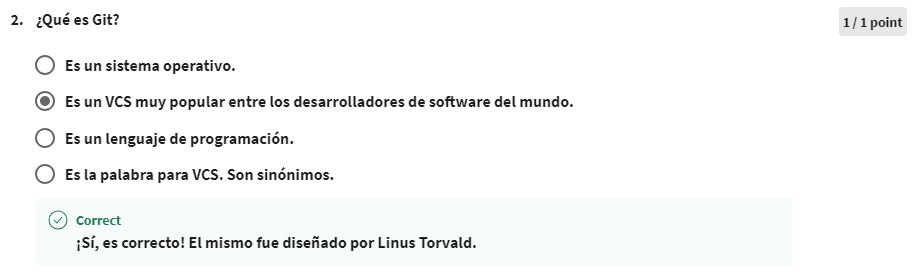 2. ¿Qué es Git?
1 / 1 point
Es un sistema operativo.
Es un VCS muy popular entre los desarrolladores de software del mundo.
Es un lenguaje de programación.
Es la palabra para VCS. Son sinónimos.
Correct
¡Sí, es correcto! El mismo fue diseñado por Linus Torvald.